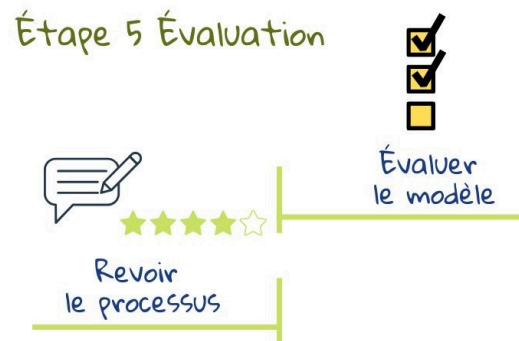 Étape 5 Évaluation
Évaluer
le modèle
Revoir
le processus